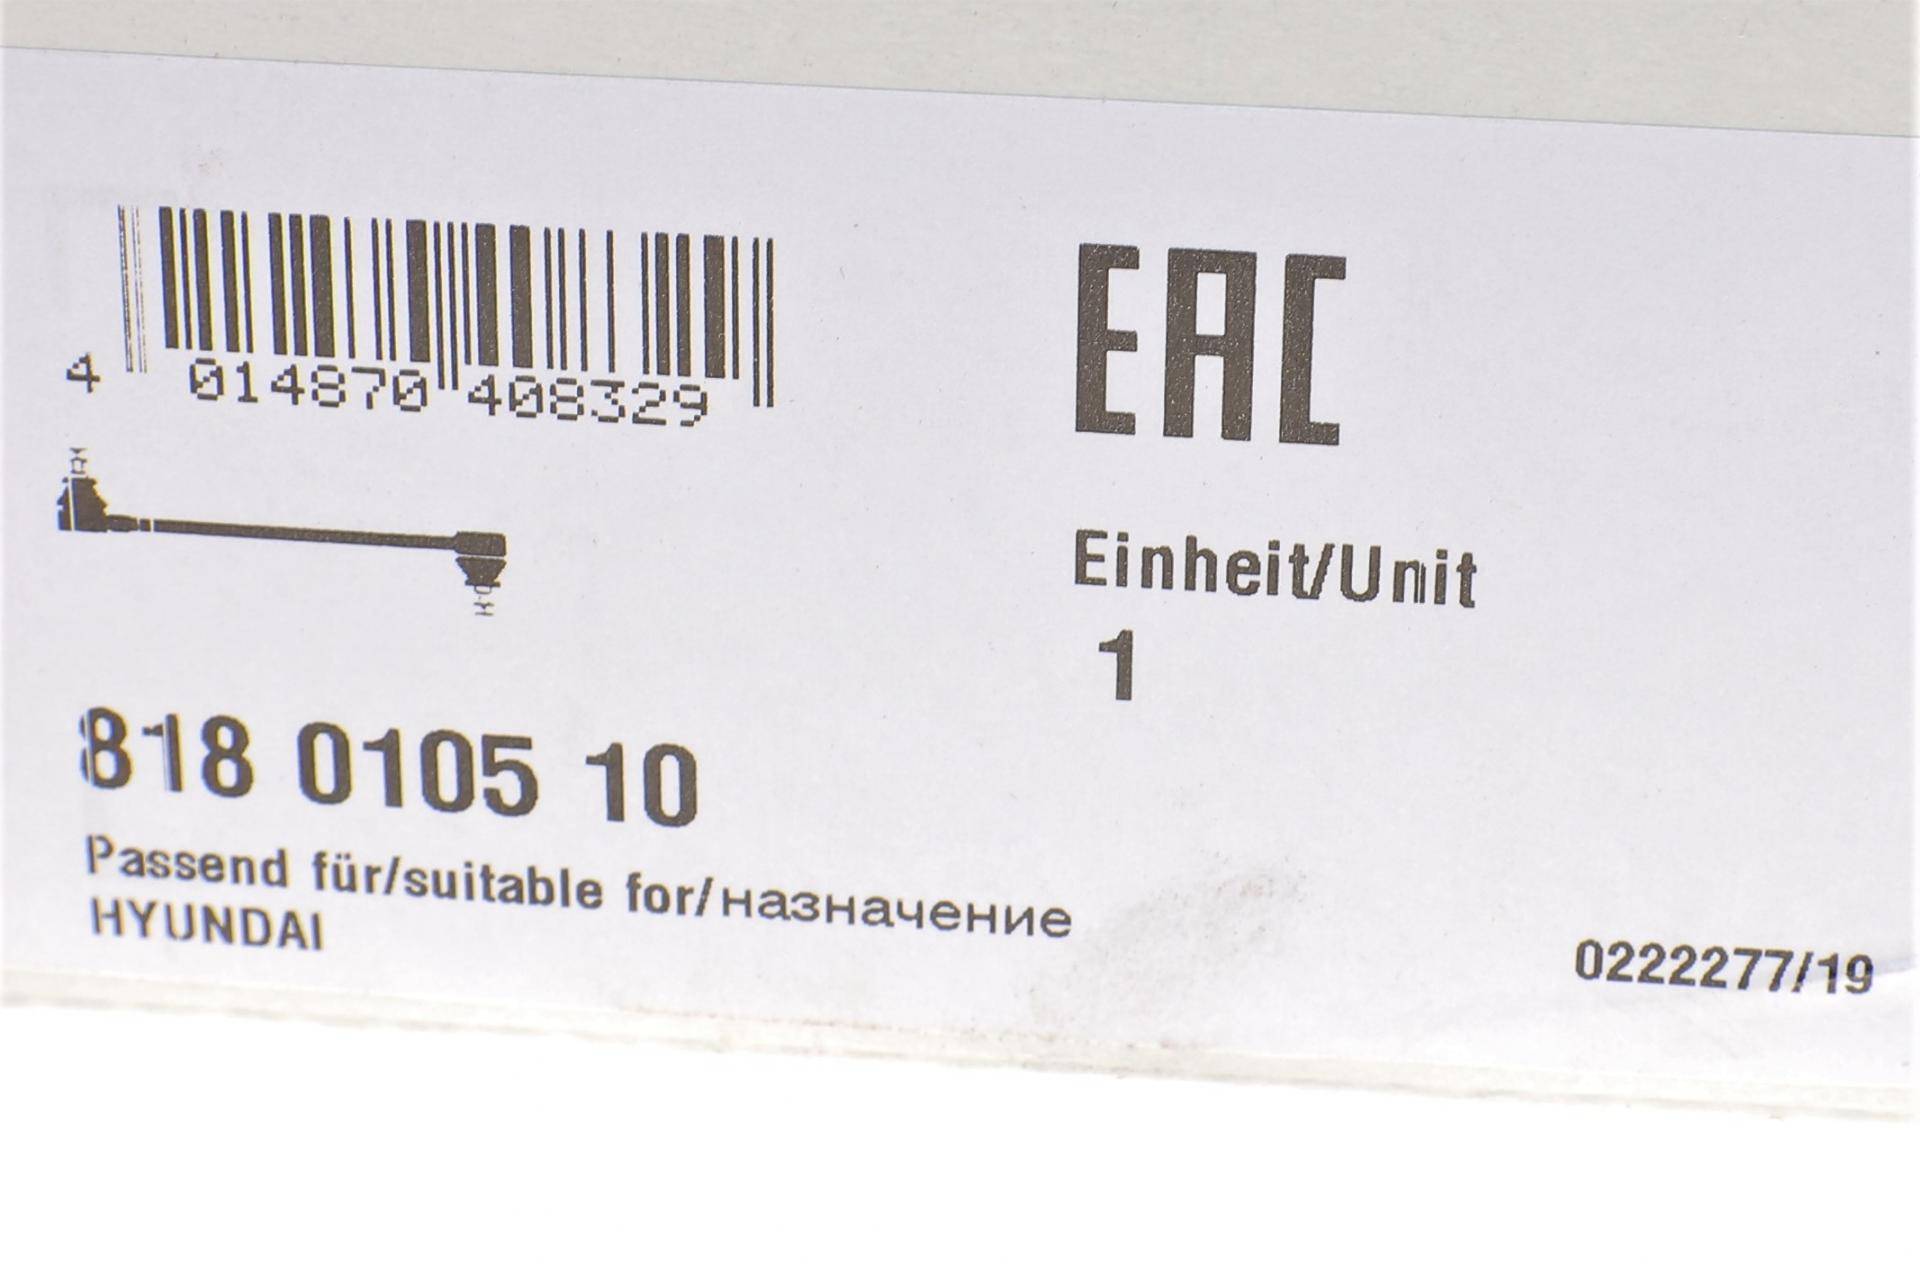 4 014870 408329
EAC
Einheit/Unit
1
818 0105 10
Passend für/suitable for/назначение
HYUNDAI
0222277/19